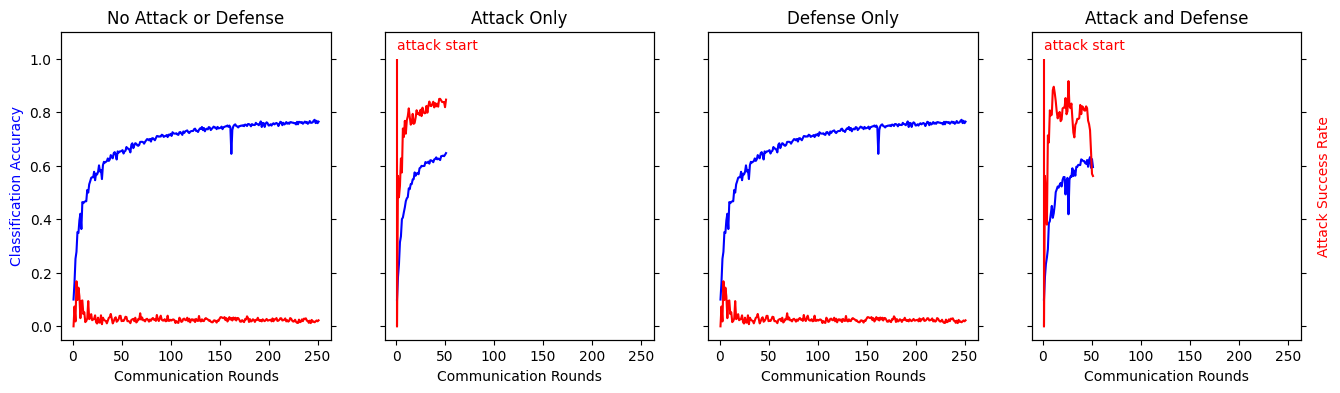 No Attack or Defense
Attack Only
Defense Only
Attack and Defense
attack start
attack start
Classification Accuracy
1.0
0.8
0.6
0.4
0.2
0.0
Attack Success Rate
0 50 100 150 200 250
0 50 100 150 200 250
0 50 100 150 200 250
0 50 100 150 200 250
Communication Rounds
Communication Rounds
Communication Rounds
Communication Rounds